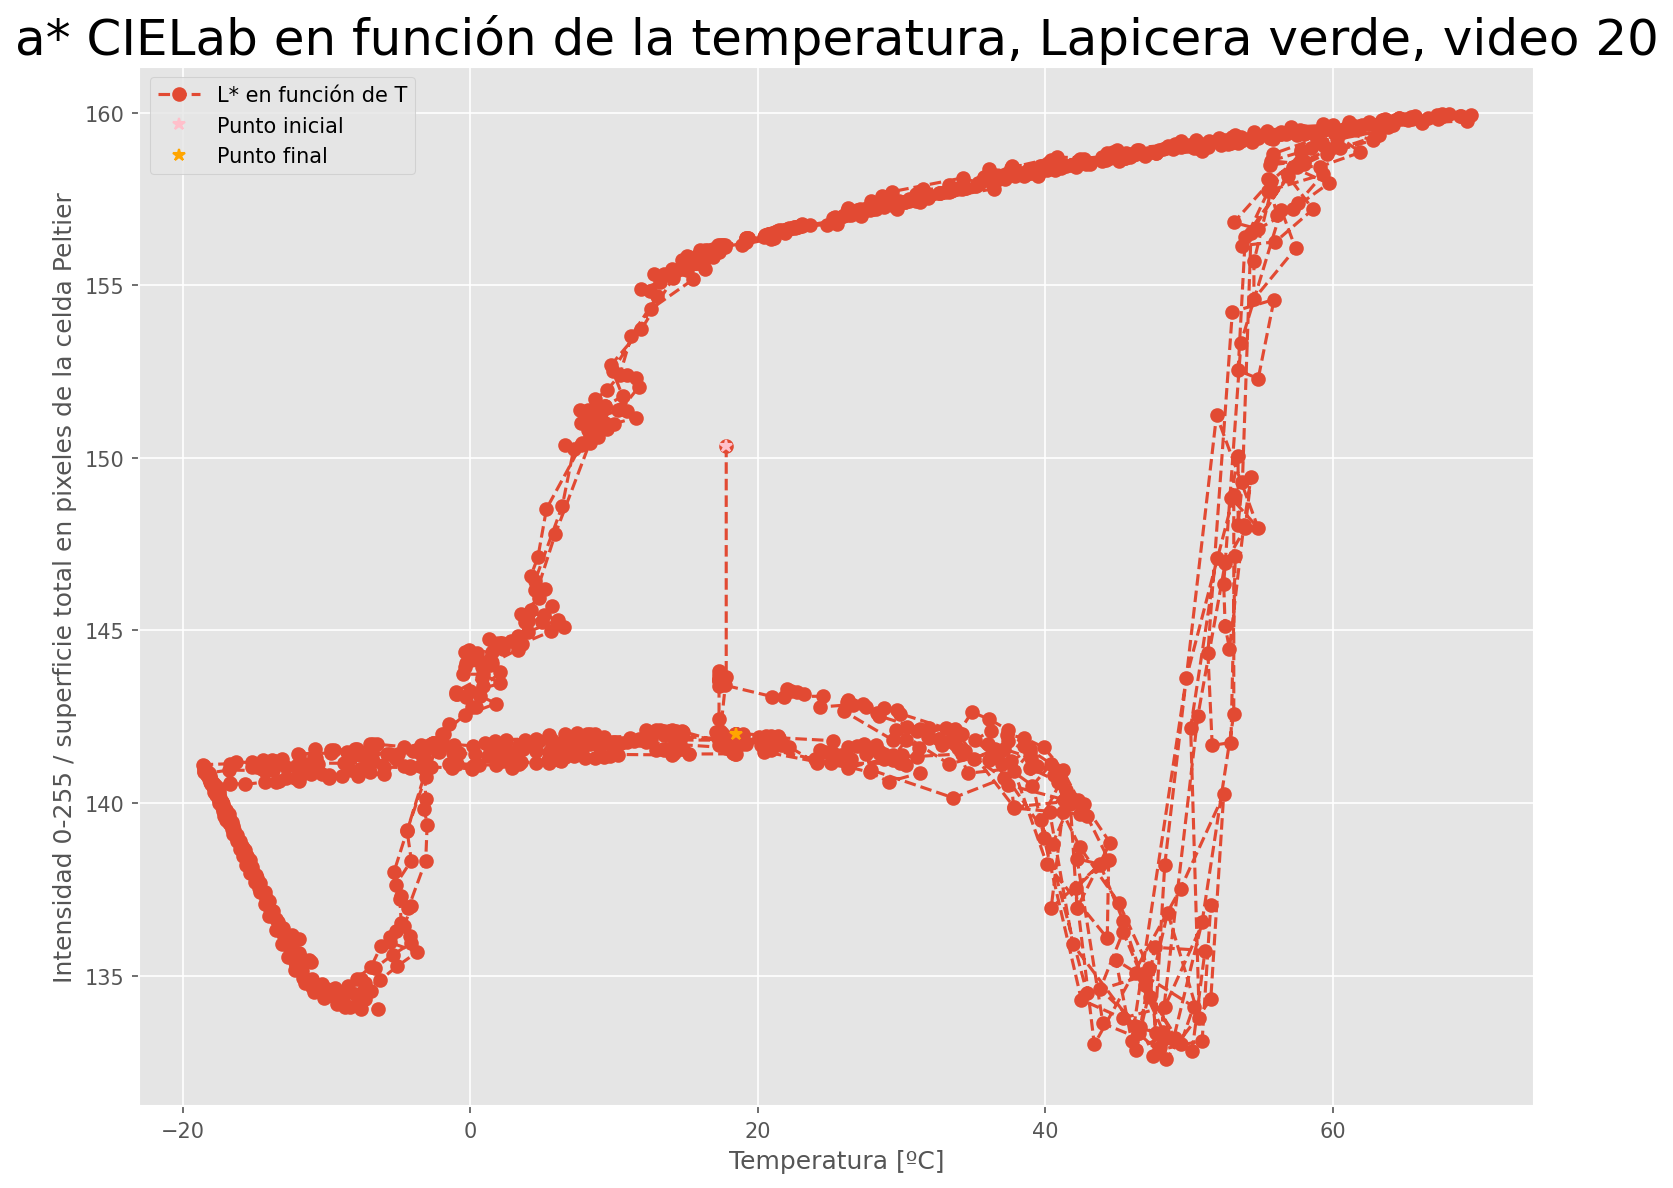 a* CIELab en función de la temperatura, Lapicera verde, video 20
L* en función de T
Punto inicial
Punto final
160
155
150
145
140
135
Intensidad 0-255 / superficie total en pixeles de la celda Peltier
−20
0
20
40
60
Temperatura [ºC]